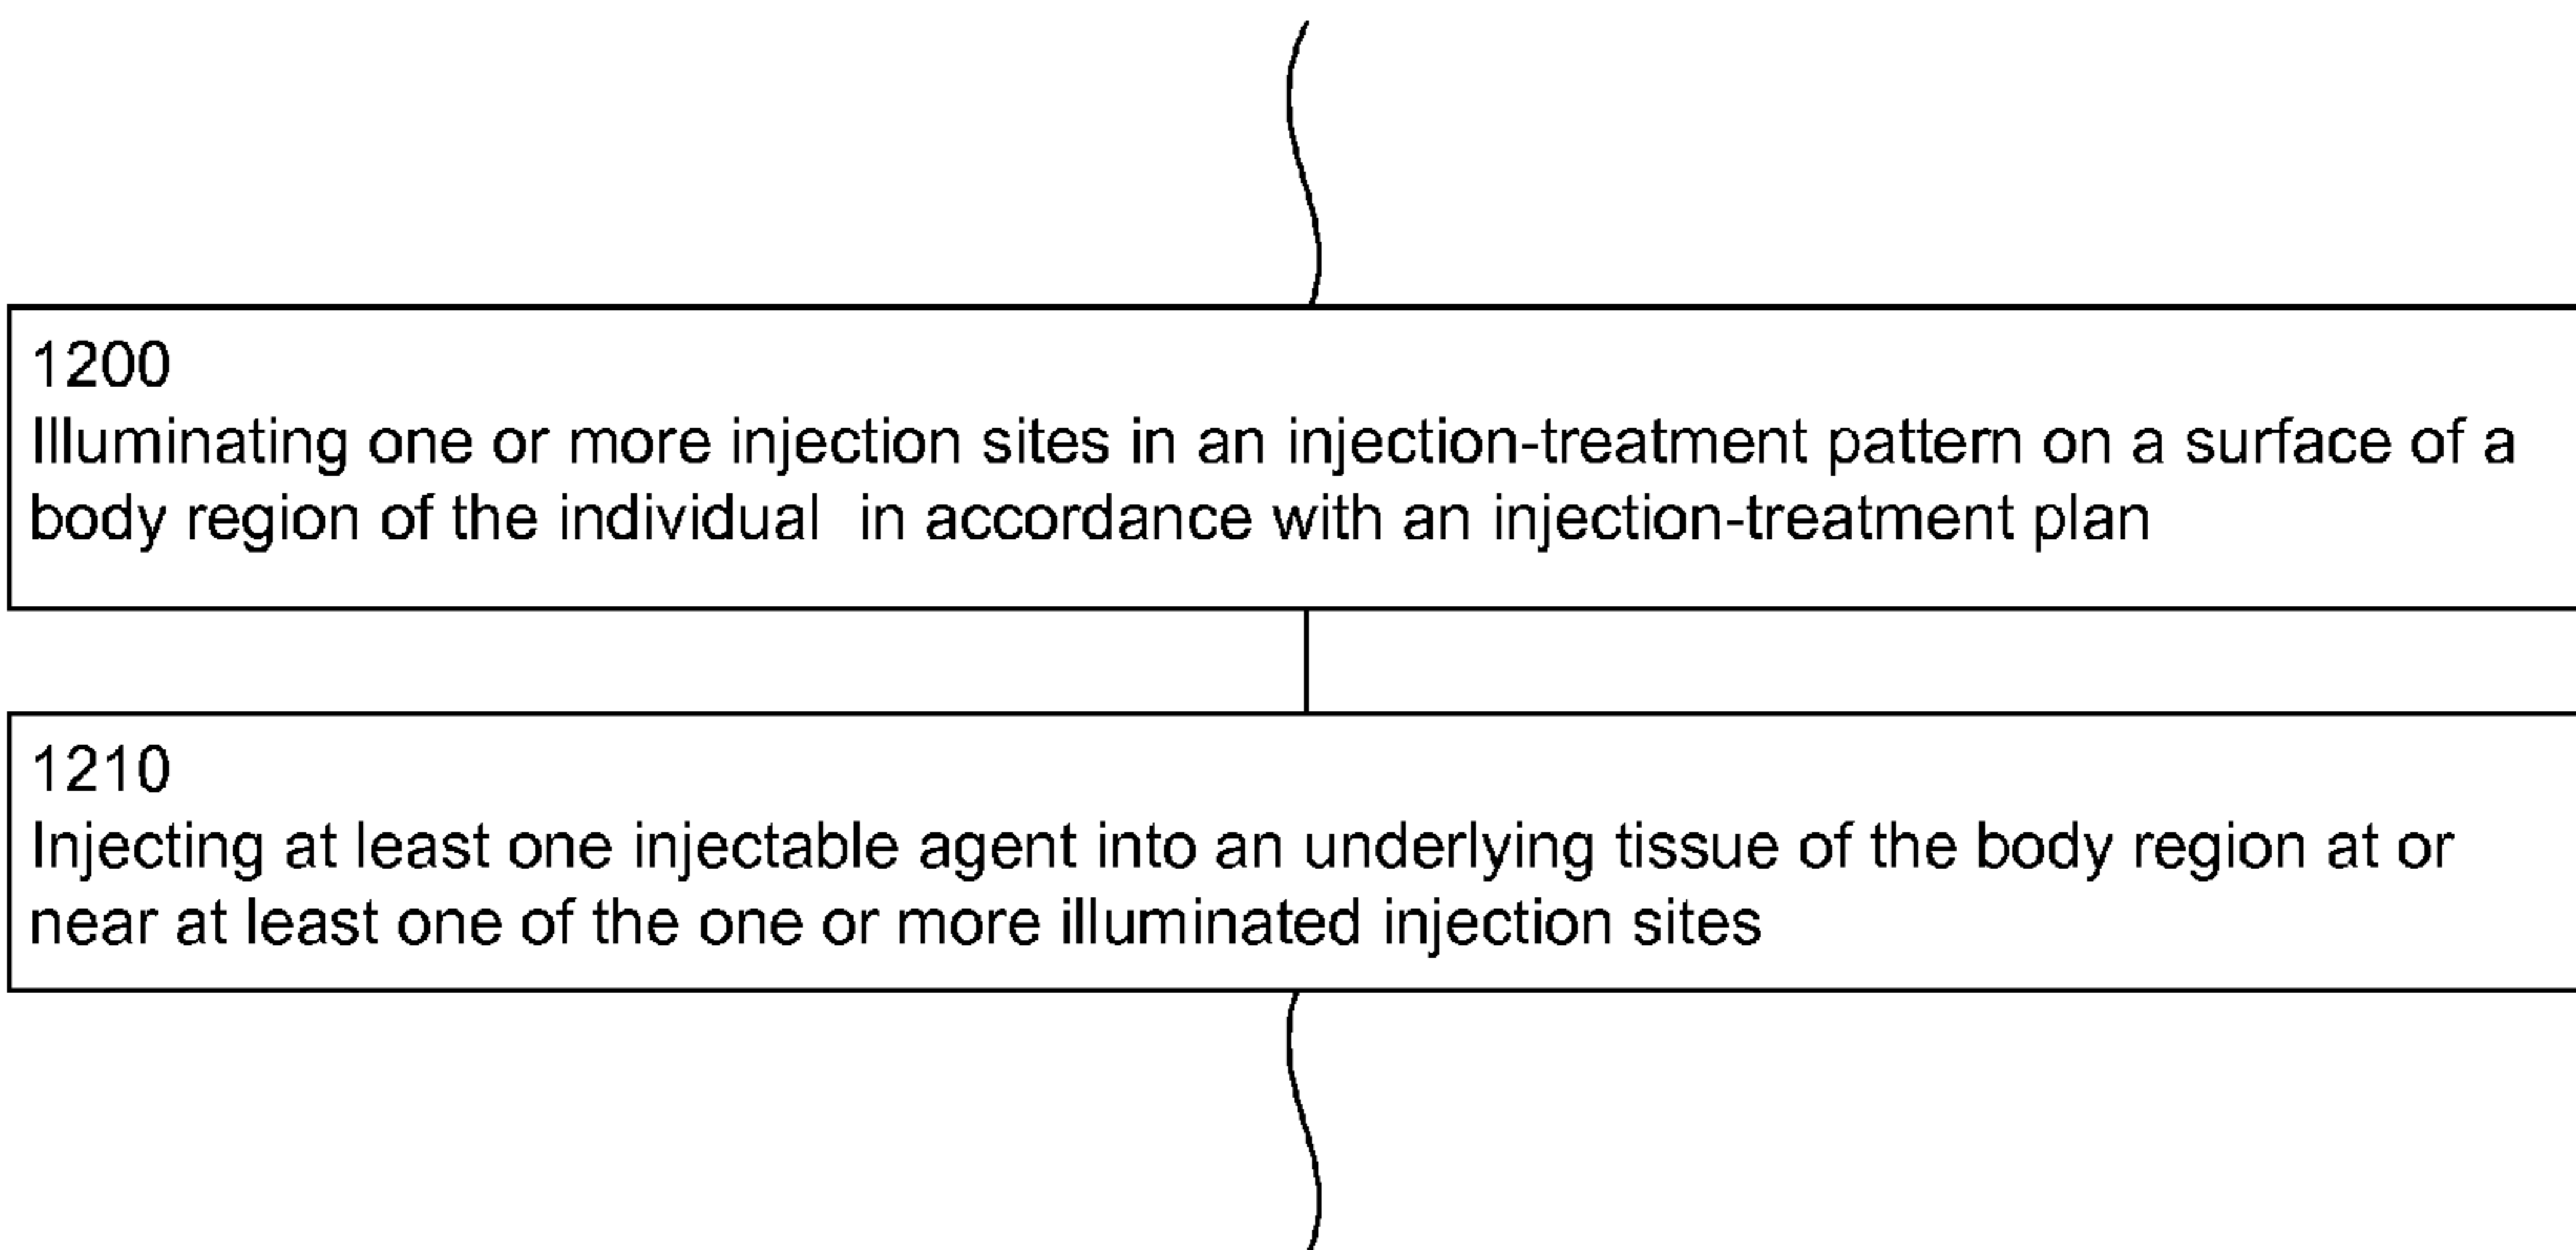 1200
Illuminating one or more injection sites in an injection-treatment pattern on a surface of a
body region of the individual  in accordance with an injection-treatment plan
1210
Injecting at least one injectable agent into an underlying tissue of the body region at or
near at least one of the one or more illuminated injection sites